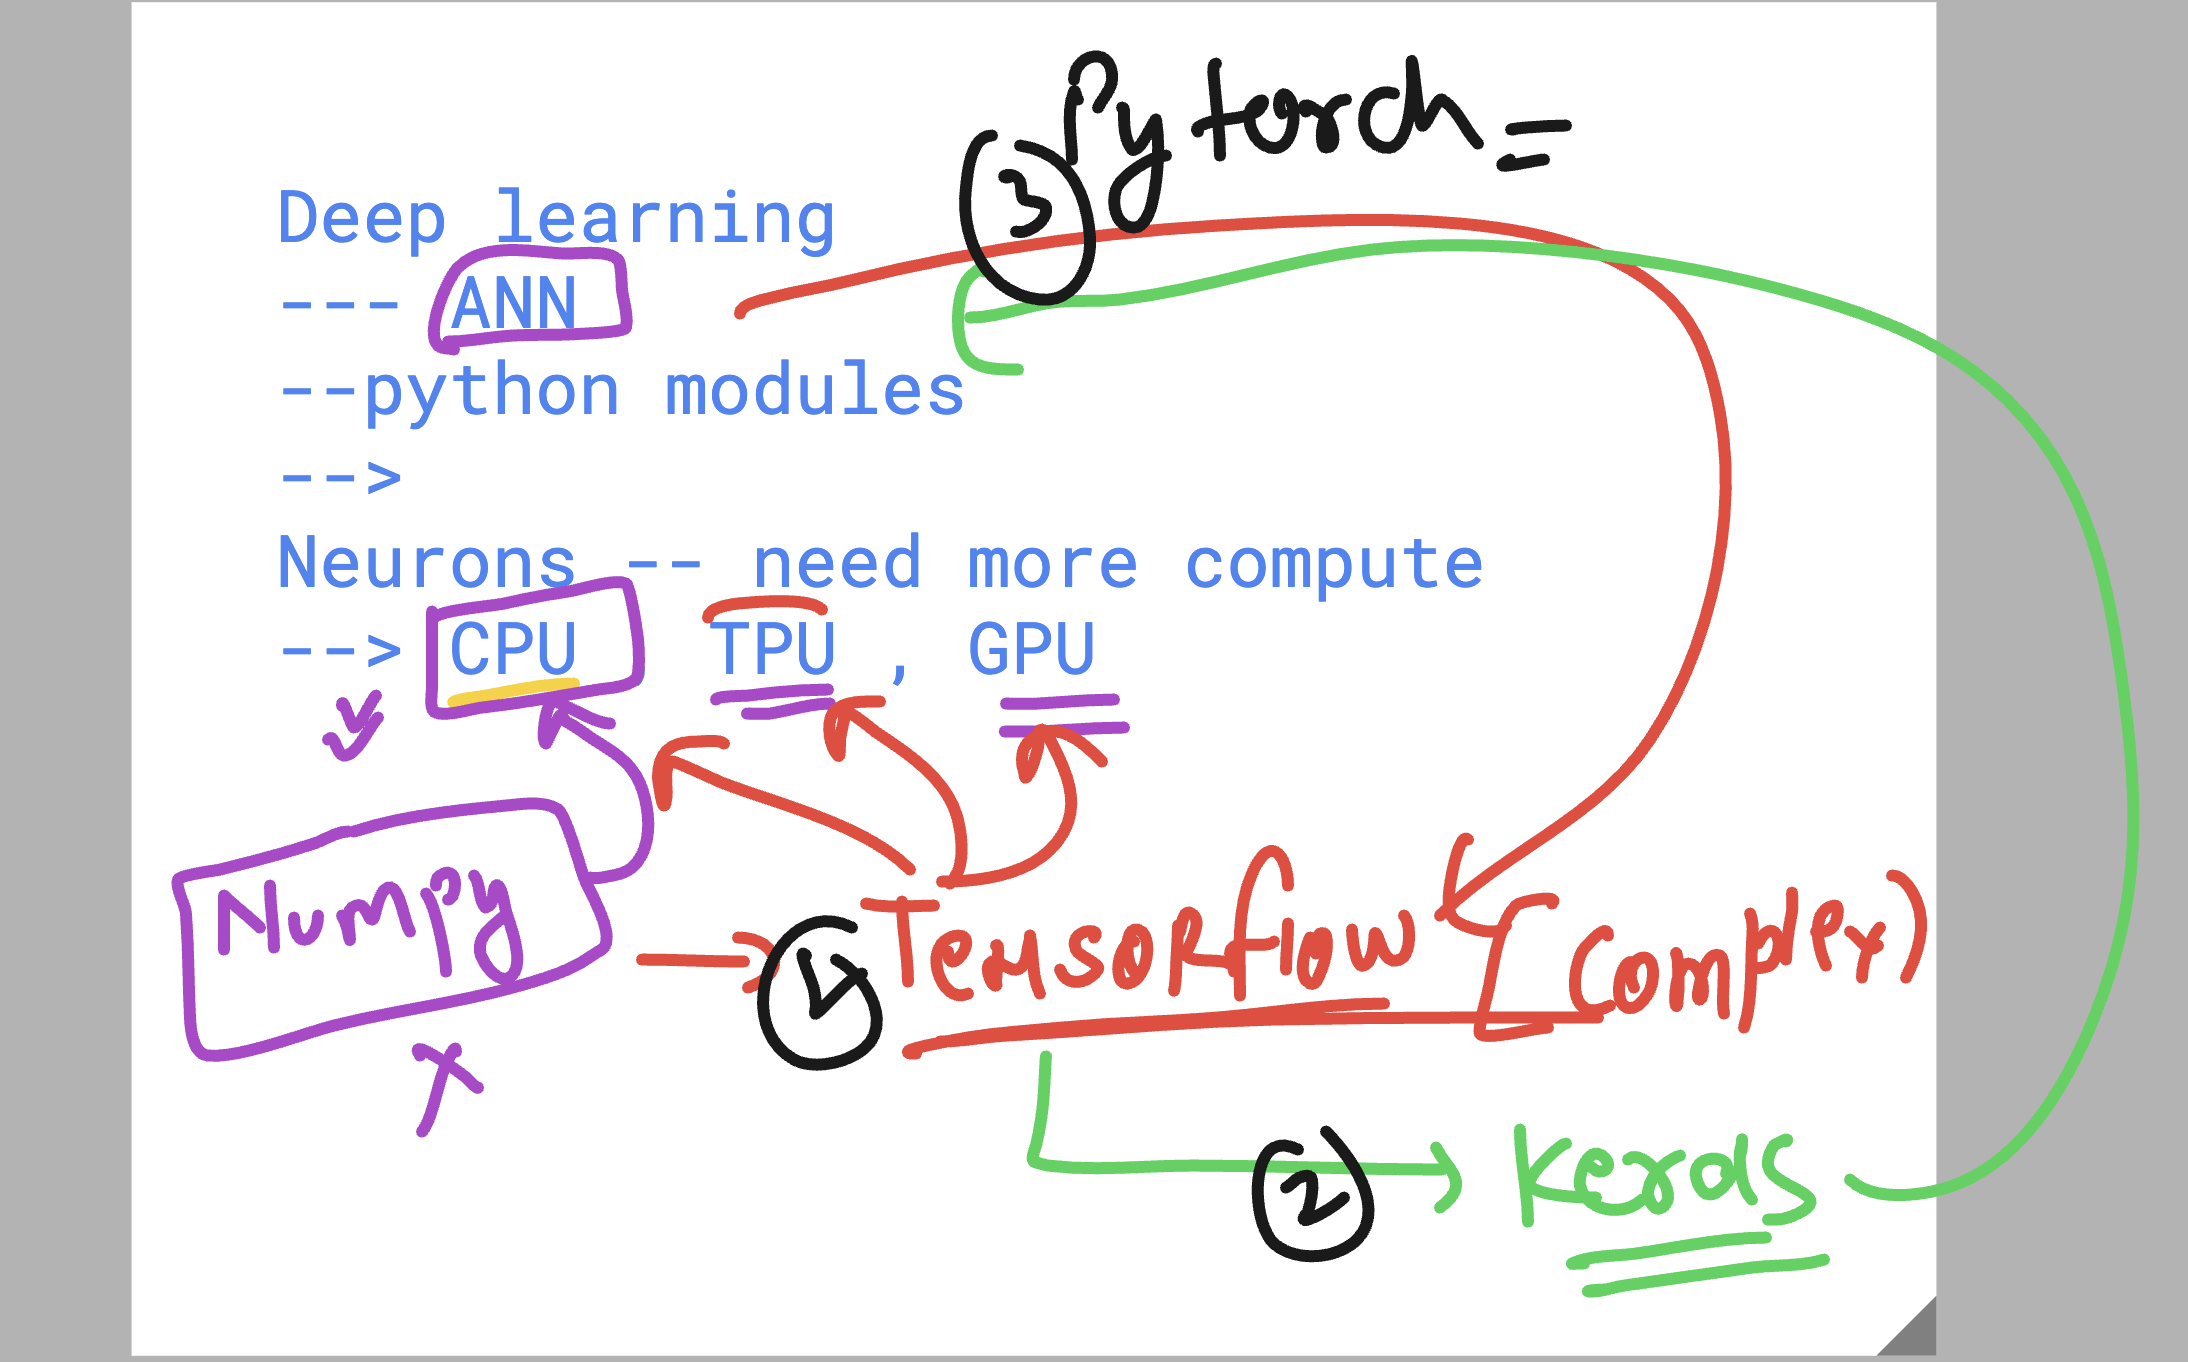 Pytorch =
3
Deep learning
--- ANN
--python modules
-->
Neurons -- need more compute
--> CPU TPU , GPU
Numpy
1 Tensorflow (Complex)
2 Keras